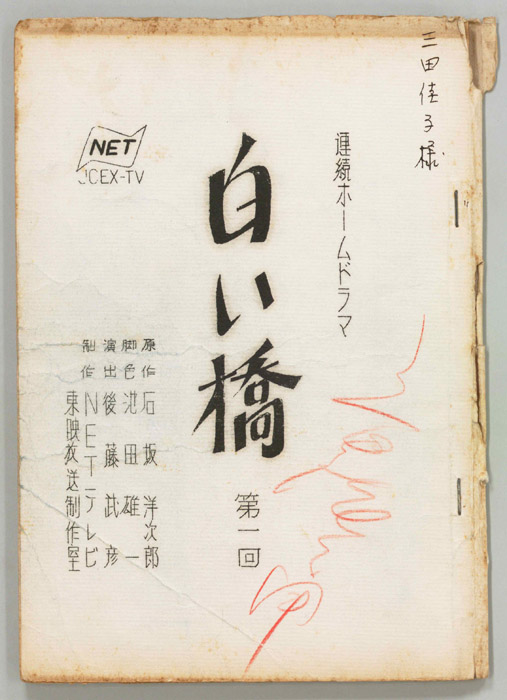 三田佳子様
連続ホームドラマ
白い橋
第一回
NET
JOEX-TV
原作 石坂洋次郎
脚色 池田雄一
演出 後藤武彦
制作 NETテレビ
東映放送制作室